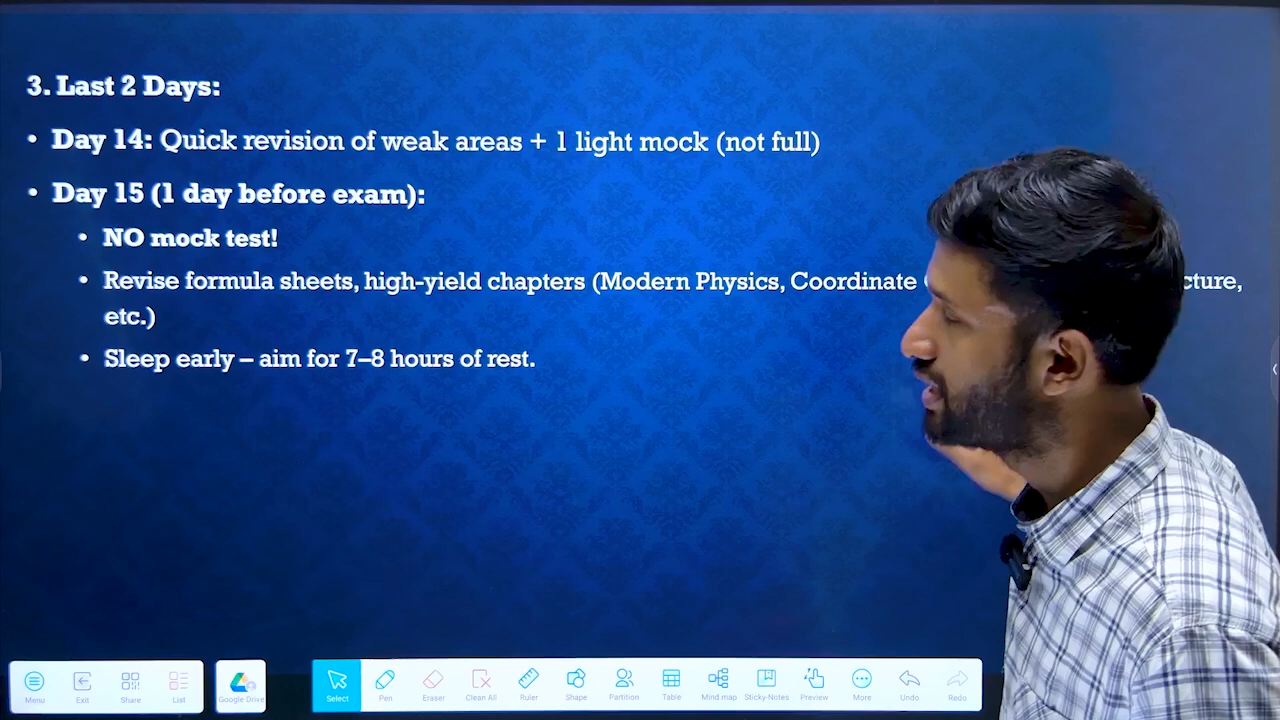 3. Last 2 Days:
• Day 14: Quick revision of weak areas + 1 light mock (not full)
• Day 15 (1 day before exam):
• NO mock test!
• Revise formula sheets, high-yield chapters (Modern Physics, Coordinate cture,
etc.)
• Sleep early – aim for 7–8 hours of rest.
Menu Exit Share List Google Drive Select Pen Eraser Clean All Ruler Shape Partition Table Mind map Sticky-Notes Preview More Undo Redo